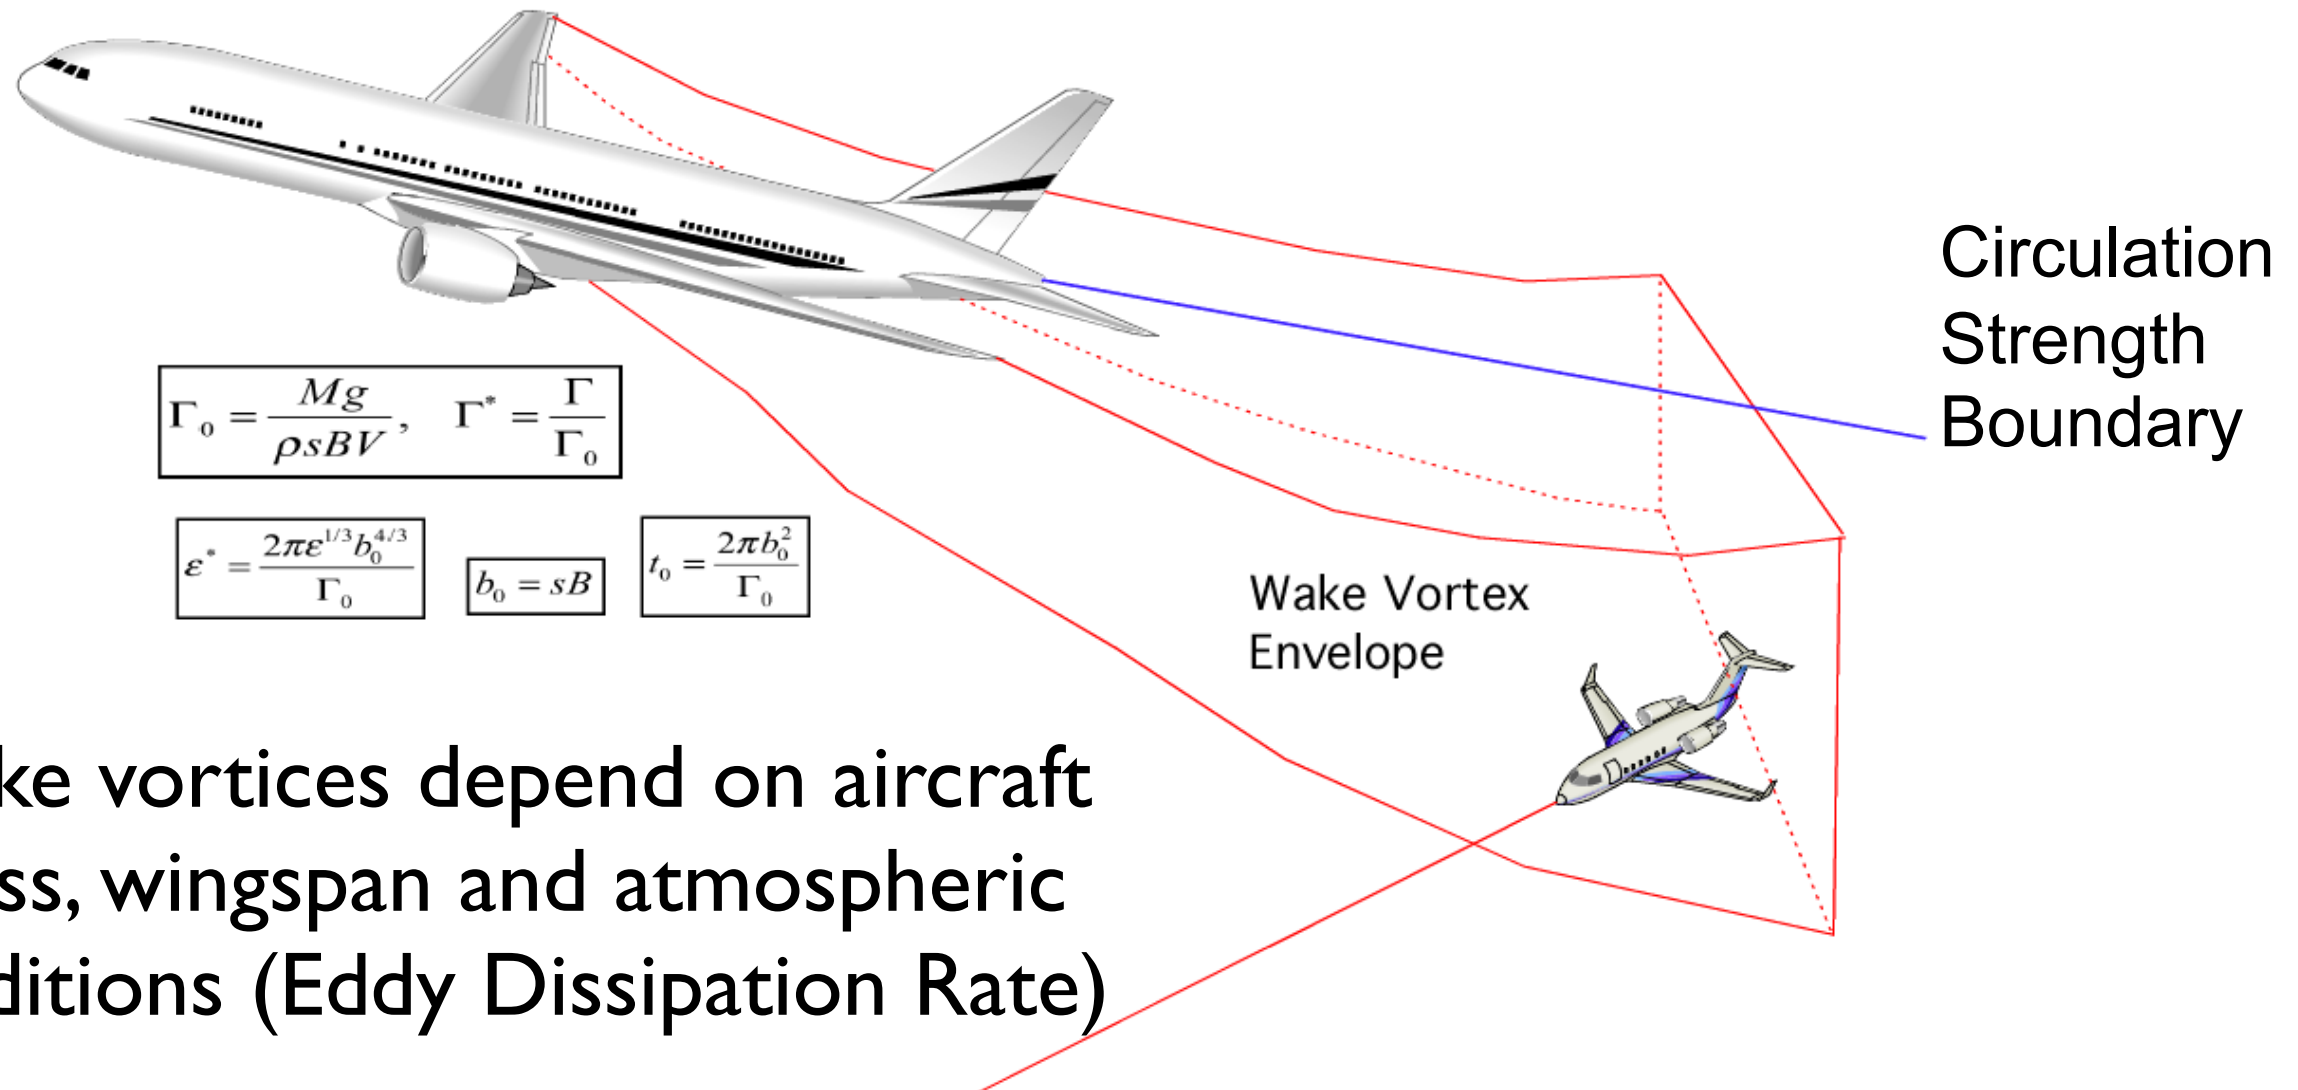 Circulation
Strength
Boundary
Γ₀ = Mg / ρsBV, Γ* = Γ / Γ₀
ε* = 2πε^1/3 b₀^4/3 / Γ₀
b₀ = sB
t₀ = 2πb₀² / Γ₀
Wake Vortex
Envelope
ke vortices depend on aircraft
ss, wingspan and atmospheric
ditions (Eddy Dissipation Rate)